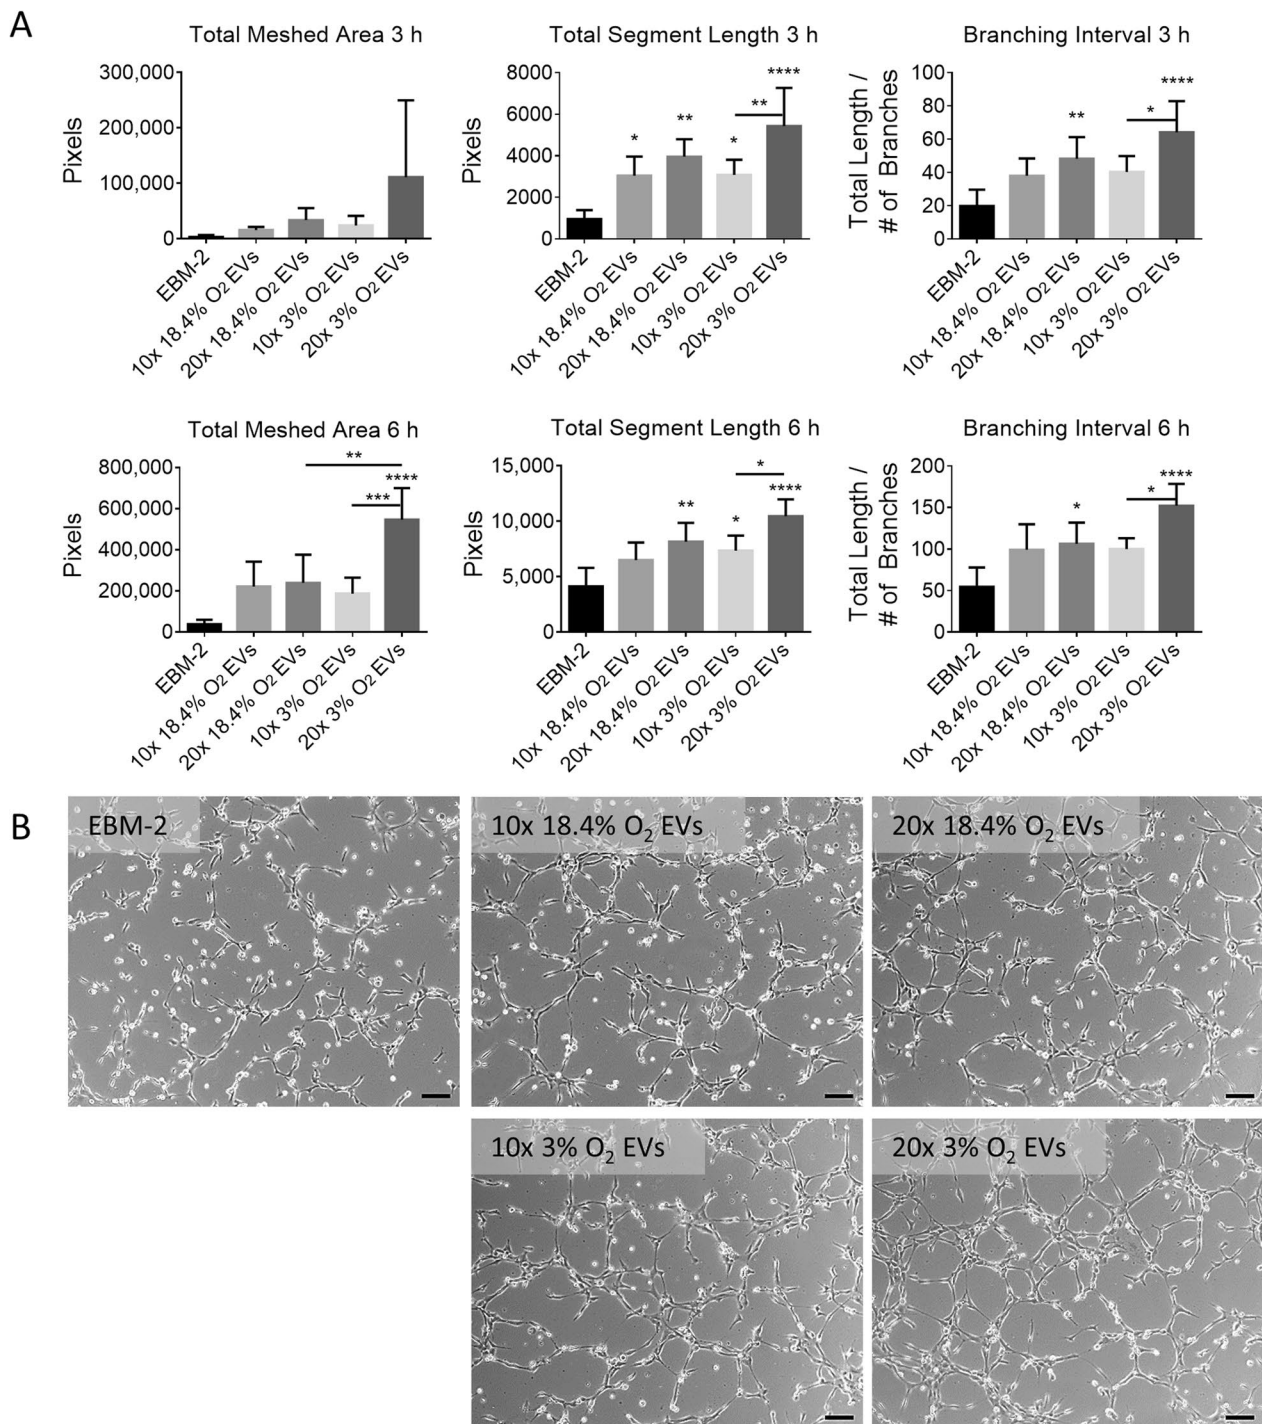 A
Total Meshed Area 3 h
300,000
200,000
100,000
0
Pixels
EBM-2
10x 18.4% O₂ EVs
20x 18.4% O₂ EVs
10x 3% O₂ EVs
20x 3% O₂ EVs
Total Segment Length 3 h
8000
6000
4000
2000
0
Pixels
*
**
*
**
****
EBM-2
10x 18.4% O₂ EVs
20x 18.4% O₂ EVs
10x 3% O₂ EVs
20x 3% O₂ EVs
Branching Interval 3 h
100
80
60
40
20
0
Total Length /
# of Branches
**
*
****
EBM-2
10x 18.4% O₂ EVs
20x 18.4% O₂ EVs
10x 3% O₂ EVs
20x 3% O₂ EVs
Total Meshed Area 6 h
800,000
600,000
400,000
200,000
0
Pixels
**
****
***
EBM-2
10x 18.4% O₂ EVs
20x 18.4% O₂ EVs
10x 3% O₂ EVs
20x 3% O₂ EVs
Total Segment Length 6 h
15,000
10,000
5,000
0
Pixels
**
*
*
****
EBM-2
10x 18.4% O₂ EVs
20x 18.4% O₂ EVs
10x 3% O₂ EVs
20x 3% O₂ EVs
Branching Interval 6 h
200
150
100
50
0
Total Length /
# of Branches
*
*
****
EBM-2
10x 18.4% O₂ EVs
20x 18.4% O₂ EVs
10x 3% O₂ EVs
20x 3% O₂ EVs
B
EBM-2
10x 18.4% O₂ EVs
20x 18.4% O₂ EVs
10x 3% O₂ EVs
20x 3% O₂ EVs